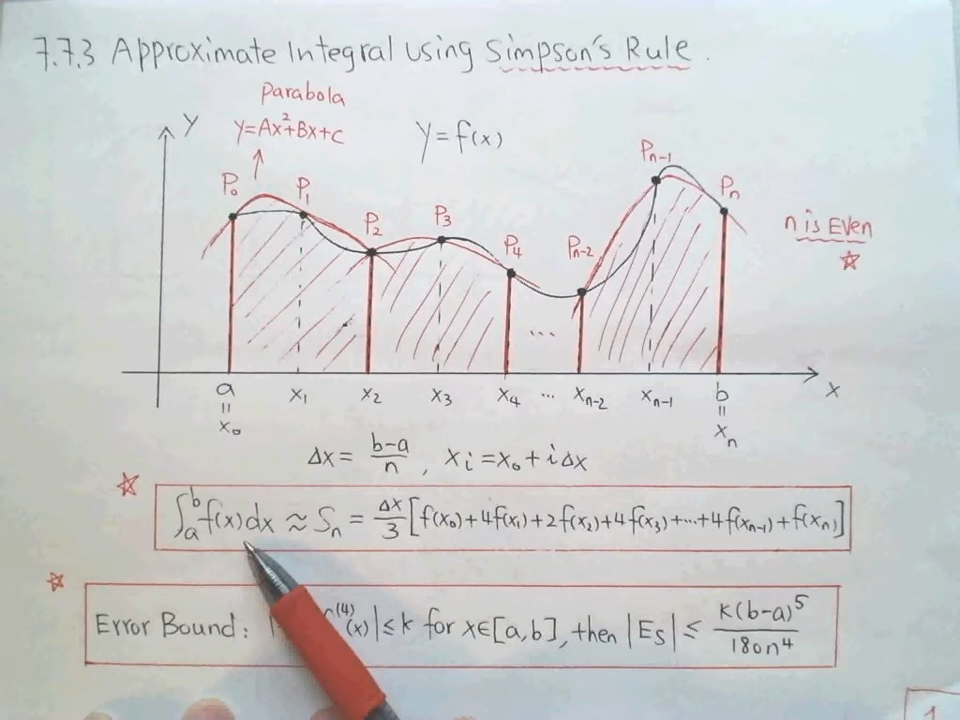 7.7.3 Approximate Integral using Simpson's Rule.
parabola
y=Ax²+Bx+C
y=f(x)
y
P₀ P₁ P₂ P₃ P₄ Pₙ₋₂ Pₙ₋₁ Pₙ
n is Even
...
a x₁ x₂ x₃ x₄ ... xₙ₋₂ xₙ₋₁ b x
= =
x₀ xₙ
Δx = (b-a)/n , xᵢ = x₀ + iΔx
∫ₐᵇ f(x)dx ≈ Sₙ = Δx/3 [f(x₀)+4f(x₁)+2f(x₂)+4f(x₃)+...+4f(xₙ₋₁)+f(xₙ)]
Error Bound: | ⁽⁴⁾(x)| ≤ k for x∈[a,b], then |Eₛ| ≤ k(b-a)⁵/180n⁴